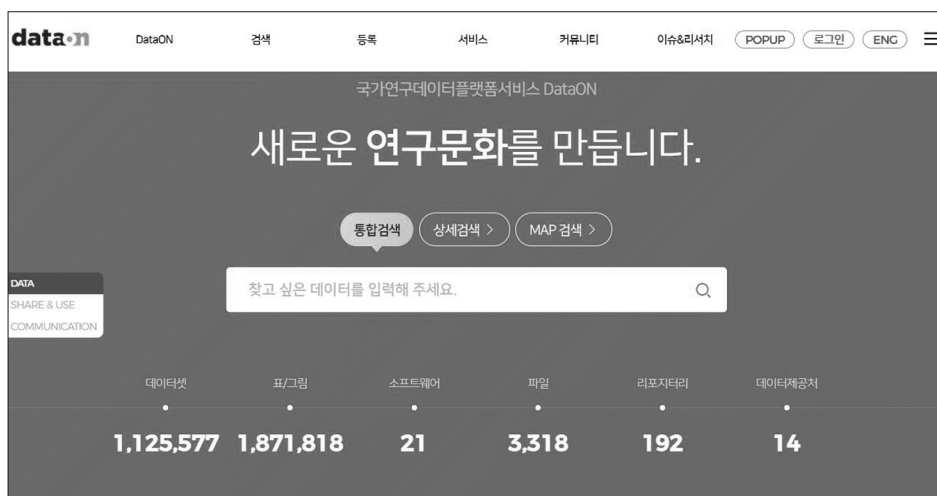 dataon
DataON 검색 등록 서비스 커뮤니티 이슈&리서치 POPUP 로그인 ENG
국가연구데이터플랫폼서비스 DataON
새로운 연구문화를 만듭니다.
통합검색 상세검색 > MAP 검색 >
찾고 싶은 데이터를 입력해 주세요.
DATA
SHARE & USE
COMMUNICATION
데이터셋 표/그림 소프트웨어 파일 리포지터리 데이터제공처
1,125,577 1,871,818 21 3,318 192 14